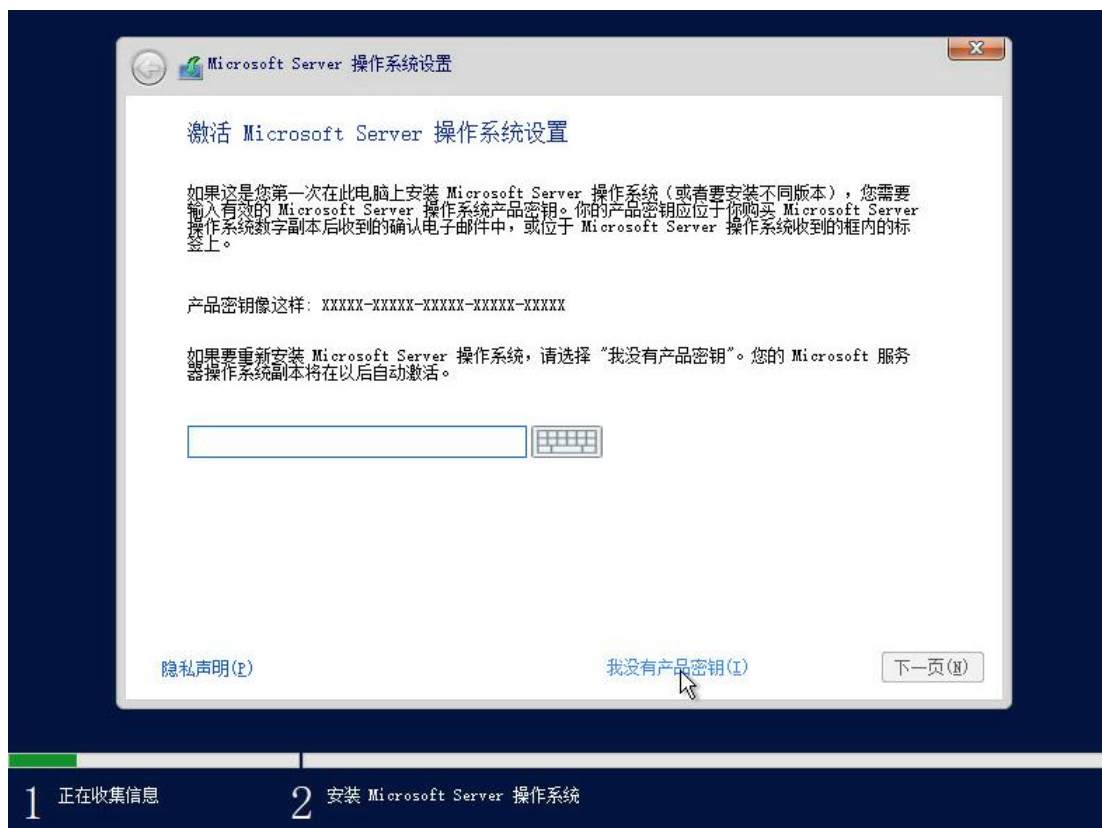 Microsoft Server 操作系统设置
激活 Microsoft Server 操作系统设置
如果这是您第一次在此电脑上安装 Microsoft Server 操作系统（或者要安装不同版本），您需要
输入有效的 Microsoft Server 操作系统产品密钥。你的产品密钥应位于你购买 Microsoft Server
操作系统数字副本后收到的确认电子邮件中，或位于 Microsoft Server 操作系统收到的框内的标
签上。
产品密钥像这样: XXXXX-XXXXX-XXXXX-XXXXX-XXXXX
如果要重新安装 Microsoft Server 操作系统，请选择 "我没有产品密钥"。您的 Microsoft 服务
器操作系统副本将在以后自动激活。
隐私声明(P)
我没有产品密钥(I)
下一页(N)
1 正在收集信息
2 安装 Microsoft Server 操作系统